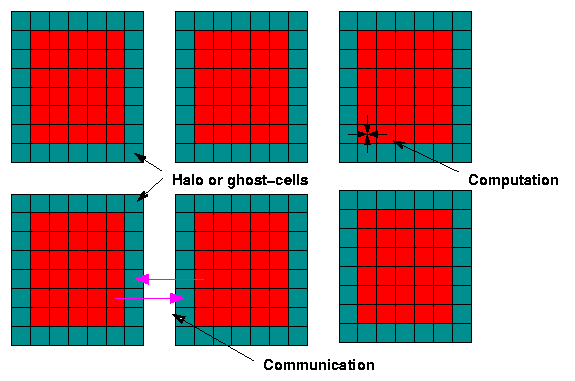 Halo or ghost–cells
Computation
Communication